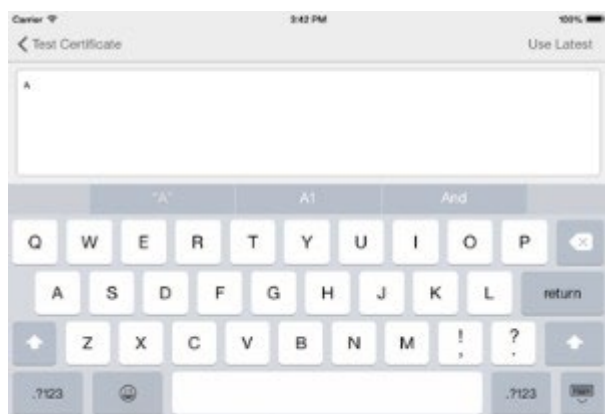 Carrier 3:42 PM 100%
Test Certificate Use Latest
A
"A" A1 And
Q W E R T Y U I O P
A S D F G H J K L return
Z X C V B N M ! , ? .
.?123 .?123